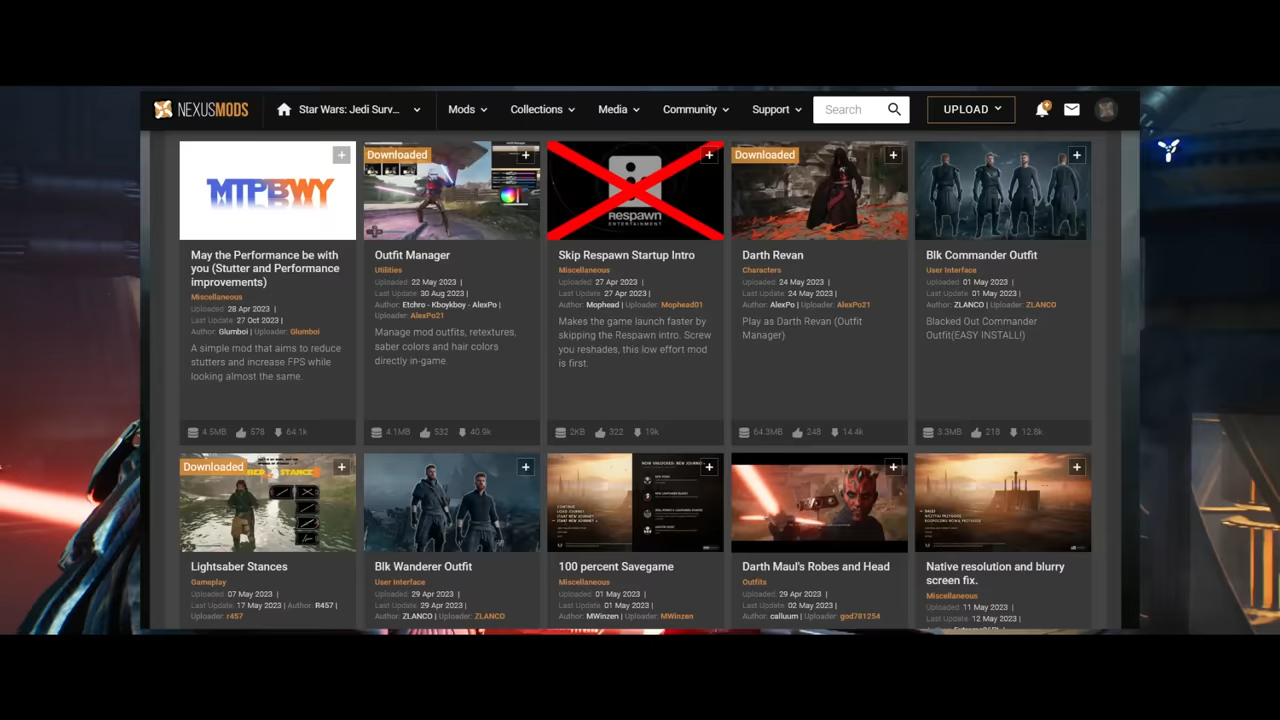 NEXUSMODS
Star Wars: Jedi Surv...
Mods
Collections
Media
Community
Support
Search
UPLOAD
MTPBWY
May the Performance be with
you (Stutter and Performance
improvements)
Miscellaneous
Uploaded: 28 Apr 2023 |
Last Update: 27 Oct 2023 |
Author: Glumboi | Uploader: Glumboi
A simple mod that aims to reduce
stutters and increase FPS while
looking almost the same.
4.5MB 578 64.1k
Downloaded
Outfit Manager
Utilities
Uploaded: 22 May 2023 |
Last Update: 30 Aug 2023 |
Author: Etchro - Kboykboy - AlexPo |
Uploader: AlexPo21
Manage mod outfits, retextures,
saber colors and hair colors
directly in-game.
4.1MB 532 40.9k
RESPAWN
ENTERTAINMENT
Skip Respawn Startup Intro
Miscellaneous
Uploaded: 27 Apr 2023 |
Last Update: 27 Apr 2023 |
Author: Mophead | Uploader: Mophead01
Makes the game launch faster by
skipping the Respawn intro. Screw
you reshades, this low effort mod
is first.
2KB 322 19k
Downloaded
Darth Revan
Characters
Uploaded: 24 May 2023 |
Last Update: 24 May 2023 |
Author: AlexPo | Uploader: AlexPo21
Play as Darth Revan (Outfit
Manager)
64.3MB 248 14.4k
Blk Commander Outfit
User Interface
Uploaded: 01 May 2023 |
Last Update: 01 May 2023 |
Author: ZLANCO | Uploader: ZLANCO
Blacked Out Commander
Outfit(EASY INSTALL!)
3.3MB 218 12.8k
Downloaded
Lightsaber Stances
Gameplay
Uploaded: 07 May 2023 |
Last Update: 17 May 2023 | Author: R457 |
Uploader: r457
Blk Wanderer Outfit
User Interface
Uploaded: 29 Apr 2023 |
Last Update: 29 Apr 2023 |
Author: ZLANCO | Uploader: ZLANCO
100 percent Savegame
Miscellaneous
Uploaded: 01 May 2023 |
Last Update: 01 May 2023 |
Author: MWinzen | Uploader: MWinzen
Darth Maul's Robes and Head
Outfits
Uploaded: 29 Apr 2023 |
Last Update: 02 May 2023 |
Author: calluum | Uploader: god781254
Native resolution and blurry
screen fix.
Miscellaneous
Uploaded: 11 May 2023 |
Last Update: 12 May 2023 |